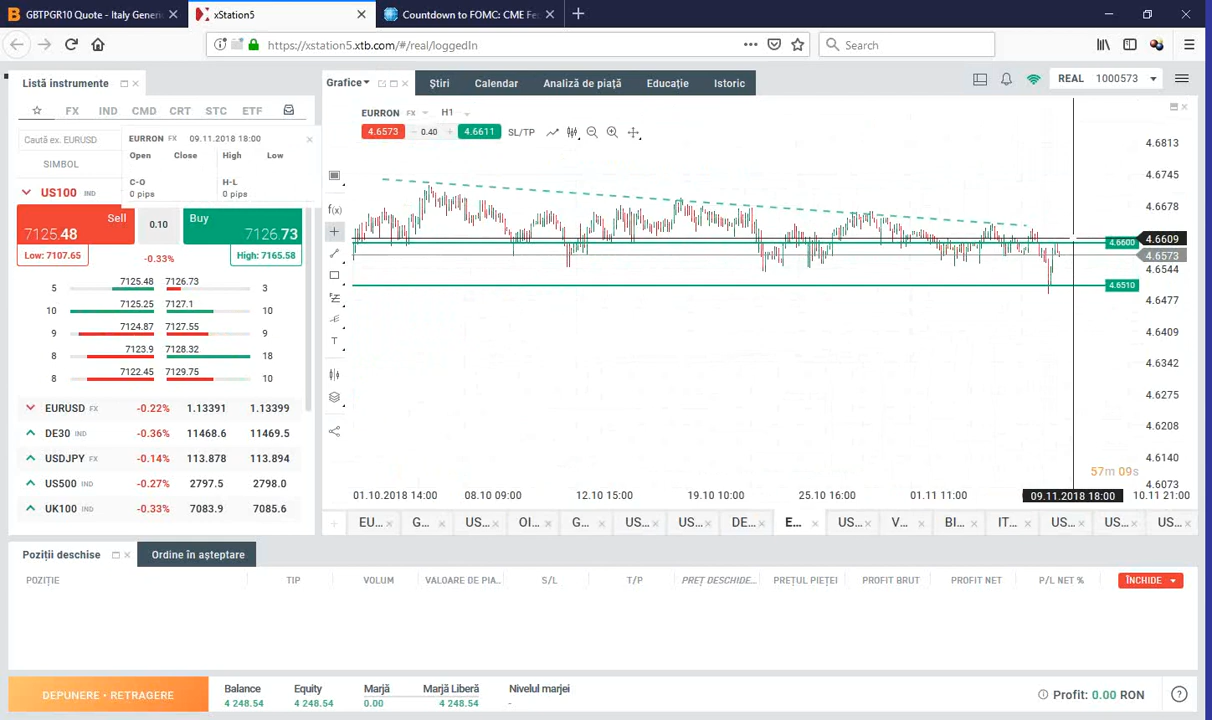 GBTPGR10 Quote - Italy Gener
xStation5
Countdown to FOMC: CME Fe
https://xstation5.xtb.com/#/real/loggedIn
Search
Listă instrumente
Grafice
Știri
Calendar
Analiză de piață
Educație
Istoric
REAL 1000573
FX IND CMD CRT STC ETF
Caută ex. EURUSD
SIMBOL
EURRON FX 09.11.2018 18:00
Open Close High Low
C-O H-L
0 pips 0 pips
US100 IND
Sell
7125.48
0.10
Buy
7126.73
Low: 7107.65
-0.33%
High: 7165.58
5 7125.48 7126.73 3
10 7125.25 7127.1 10
9 7124.87 7127.55 9
8 7123.9 7128.32 18
8 7122.45 7129.75 10
EURUSD FX -0.22% 1.13391 1.13399
DE30 IND -0.36% 11468.6 11469.5
USDJPY FX -0.14% 113.878 113.894
US500 IND -0.27% 2797.5 2798.0
UK100 IND -0.33% 7083.9 7085.6
EURRON FX H1
4.6573 0.40 4.6611 SL/TP
f(x)
T
4.6813
4.6745
4.6678
4.6600 4.6609
4.6573
4.6544
4.6510
4.6477
4.6409
4.6342
4.6275
4.6208
4.6140
4.6073
57m 09s
01.10.2018 14:00 08.10 09:00 12.10 15:00 19.10 10:00 25.10 16:00 01.11 11:00 09.11.2018 18:00 10.11 21:00
EU... G... US... OI... G... US... US... DE... E... US... V... BI... IT... US... US... US...
Poziții deschise
Ordine în așteptare
POZIȚIE TIP VOLUM VALOARE DE PIA... S/L T/P PREȚ DESCHIDE... PREȚUL PIEȚEI PROFIT BRUT PROFIT NET P/L NET %
ÎNCHIDE
DEPUNERE • RETRAGERE
Balance Equity Marjă Marjă Liberă Nivelul marjei
4 248.54 4 248.54 0.00 4 248.54 -
Profit: 0.00 RON